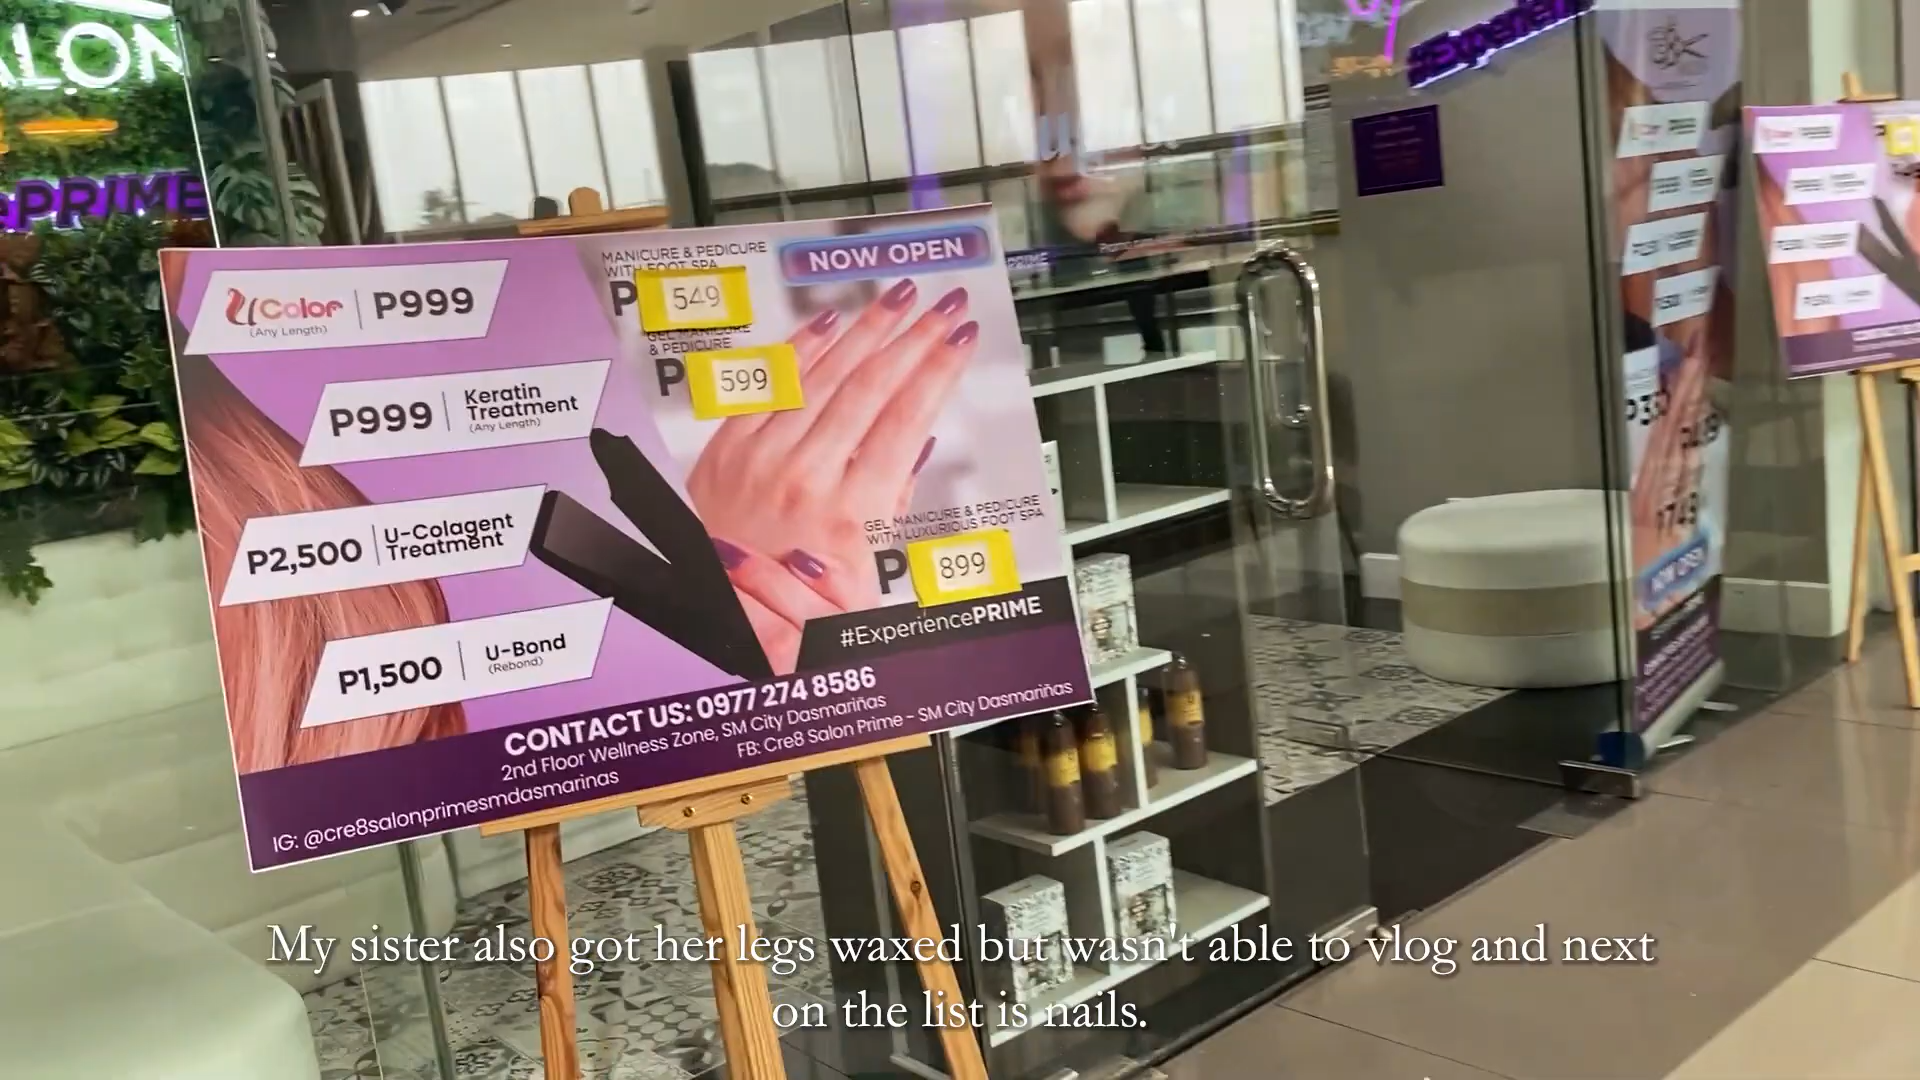 PRIME
UColor
(Any Length)
P999
P999
Keratin
Treatment
(Any Length)
P2,500
U-Colagent
Treatment
P1,500
U-Bond
(Rebond)
MANICURE & PEDICURE
WITH FOOT SPA
P 549
GEL MANICURE
& PEDICURE
P 599
NOW OPEN
GEL MANICURE & PEDICURE
WITH LUXURIOUS FOOT SPA
P 899
#ExperiencePRIME
CONTACT US: 0977 274 8586
2nd Floor Wellness Zone, SM City Dasmariñas
IG: @cre8salonprimesmdasmarinas
FB: Cre8 Salon Prime - SM City Dasmariñas
NOW OPEN
My sister also got her legs waxed but wasn't able to vlog and next
on the list is nails.